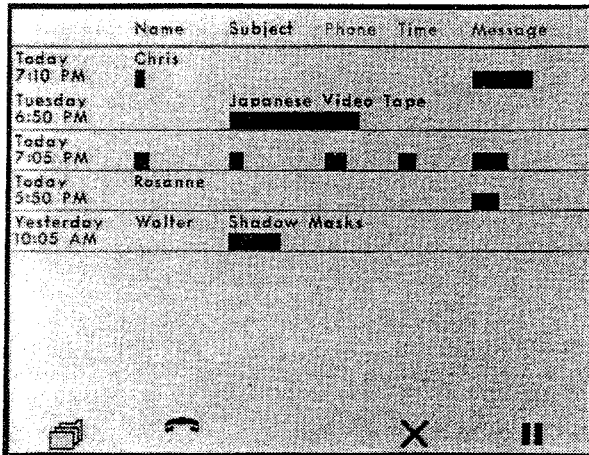 Name Subject Phone Time Message
Today Chris
7:10 PM
Tuesday Japanese Video Tape
6:50 PM
Today
7:05 PM
Today Rosanne
5:50 PM
Yesterday Walter Shadow Masks
10:05 AM